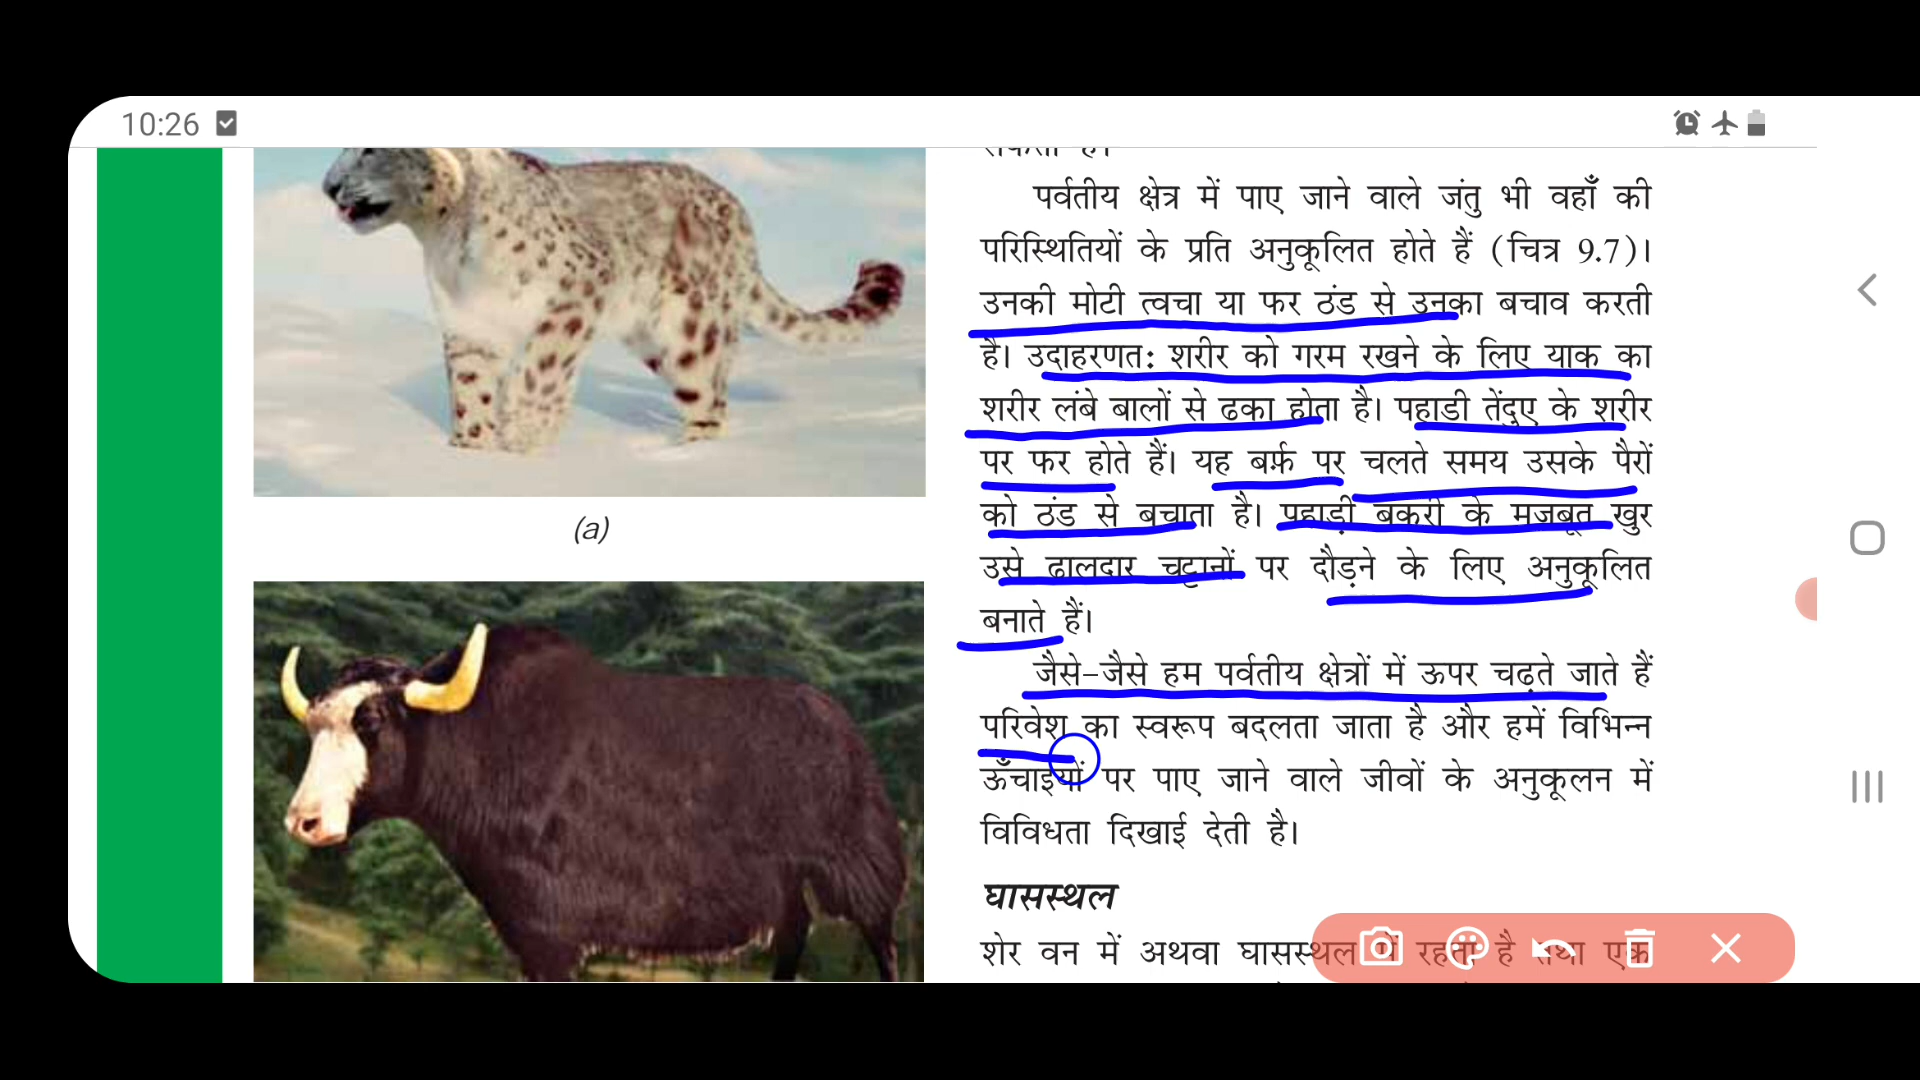 10:26
(a)
पर्वतीय क्षेत्र में पाए जाने वाले जंतु भी वहाँ की
परिस्थितियों के प्रति अनुकूलित होते हैं (चित्र 9.7)।
उनकी मोटी त्वचा या फर ठंड से उनका बचाव करती
है। उदाहरणत: शरीर को गरम रखने के लिए याक का
शरीर लंबे बालों से ढका होता है। पहाडी तेंदुए के शरीर
पर फर होते हैं। यह बर्फ़ पर चलते समय उसके पैरों
को ठंड से बचाता है। पहाड़ी बकरी के मजबूत खुर
उसे ढालदार चट्टानों पर दौड़ने के लिए अनुकूलित
बनाते हैं।
जैसे-जैसे हम पर्वतीय क्षेत्रों में ऊपर चढ़ते जाते हैं
परिवेश का स्वरूप बदलता जाता है और हमें विभिन्न
ऊँचाइयों पर पाए जाने वाले जीवों के अनुकूलन में
विविधता दिखाई देती है।
घासस्थल
शेर वन में अथवा घासस्थल में रहता है तथा एक